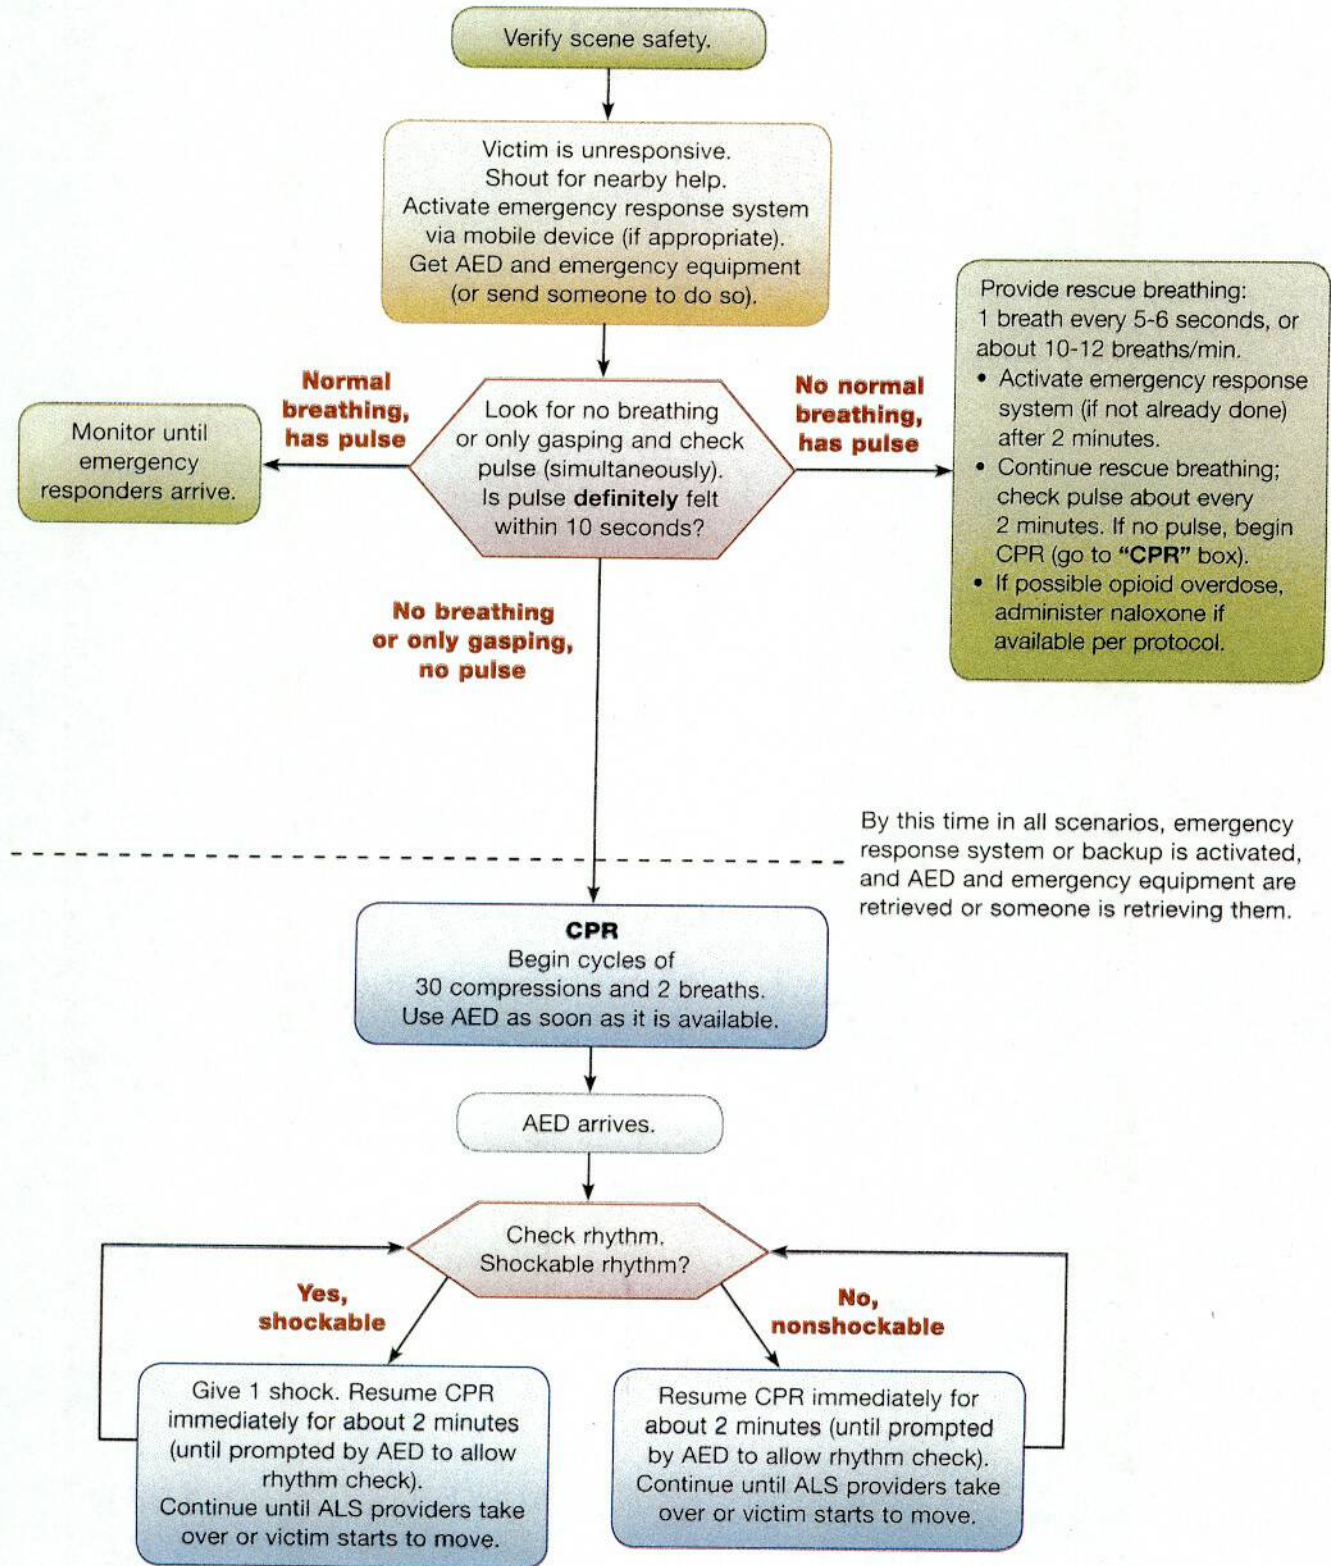 Verify scene safety.
Victim is unresponsive.
Shout for nearby help.
Activate emergency response system
via mobile device (if appropriate).
Get AED and emergency equipment
(or send someone to do so).
Normal
breathing,
has pulse
Monitor until
emergency
responders arrive.
Look for no breathing
or only gasping and check
pulse (simultaneously).
Is pulse definitely felt
within 10 seconds?
No normal
breathing,
has pulse
Provide rescue breathing:
1 breath every 5-6 seconds, or
about 10-12 breaths/min.
• Activate emergency response
system (if not already done)
after 2 minutes.
• Continue rescue breathing;
check pulse about every
2 minutes. If no pulse, begin
CPR (go to “CPR” box).
• If possible opioid overdose,
administer naloxone if
available per protocol.
No breathing
or only gasping,
no pulse
By this time in all scenarios, emergency
response system or backup is activated,
and AED and emergency equipment are
retrieved or someone is retrieving them.
CPR
Begin cycles of
30 compressions and 2 breaths.
Use AED as soon as it is available.
AED arrives.
Check rhythm.
Shockable rhythm?
Yes,
shockable
No,
nonshockable
Give 1 shock. Resume CPR
immediately for about 2 minutes
(until prompted by AED to allow
rhythm check).
Continue until ALS providers take
over or victim starts to move.
Resume CPR immediately for
about 2 minutes (until prompted
by AED to allow rhythm check).
Continue until ALS providers take
over or victim starts to move.